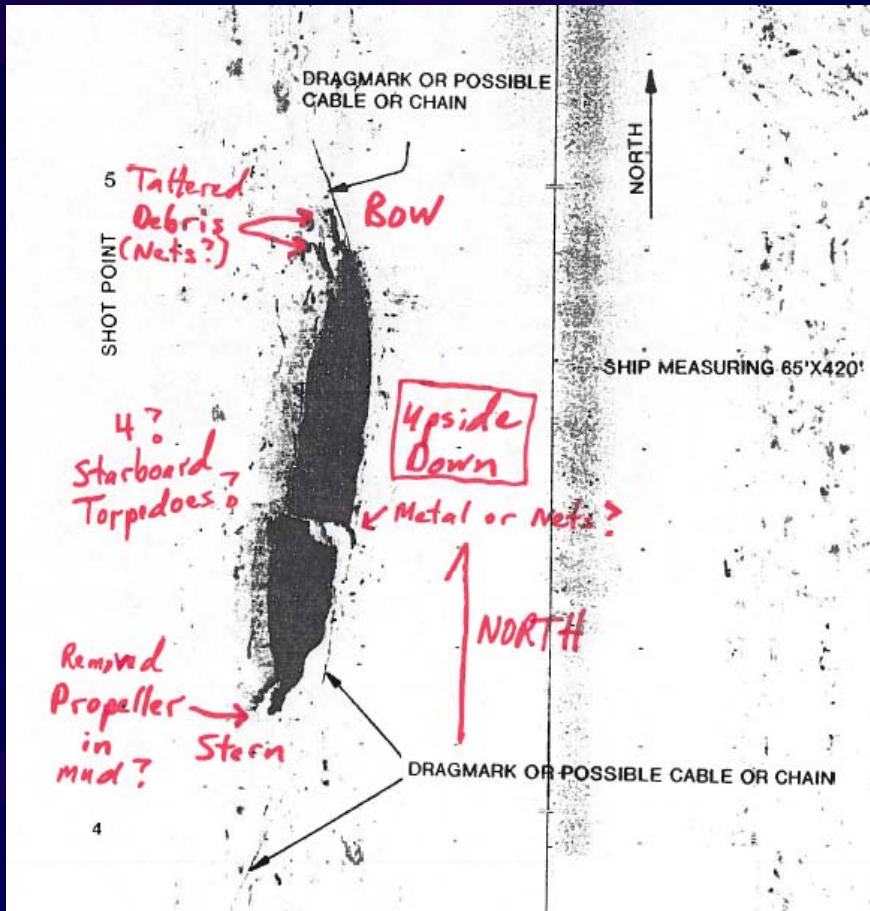 DRAGMARK OR POSSIBLE
CABLE OR CHAIN
NORTH
5
Tattered
Debris
(Nets?)
Bow
SHOT POINT
SHIP MEASURING 65'X420'
Upside
Down
4?
Starboard
Torpedoes?
Metal or Nets?
NORTH
Removed
Propeller
in
mud?
Stern
DRAGMARK OR POSSIBLE CABLE OR CHAIN
4